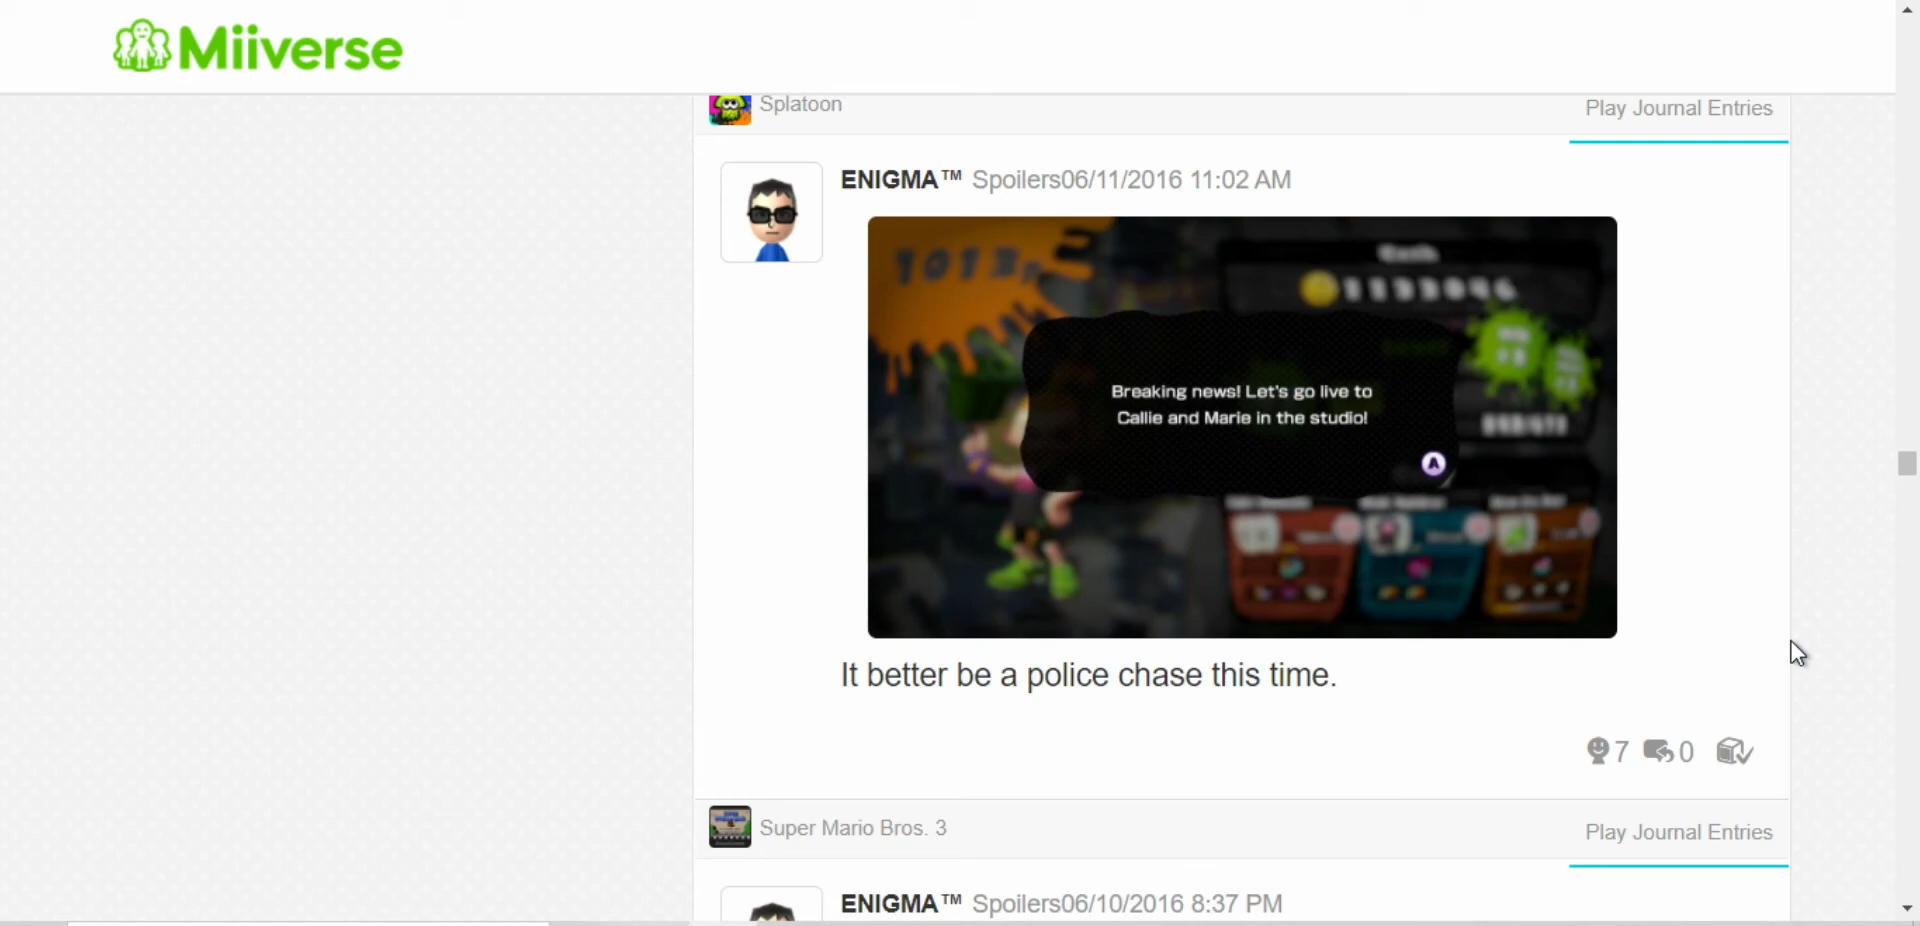 Miiverse
Splatoon
Play Journal Entries
ENIGMA™ Spoilers06/11/2016 11:02 AM
Breaking news! Let's go live to
Callie and Marie in the studio!
A
It better be a police chase this time.
7 0
Super Mario Bros. 3
Play Journal Entries
ENIGMA™ Spoilers06/10/2016 8:37 PM